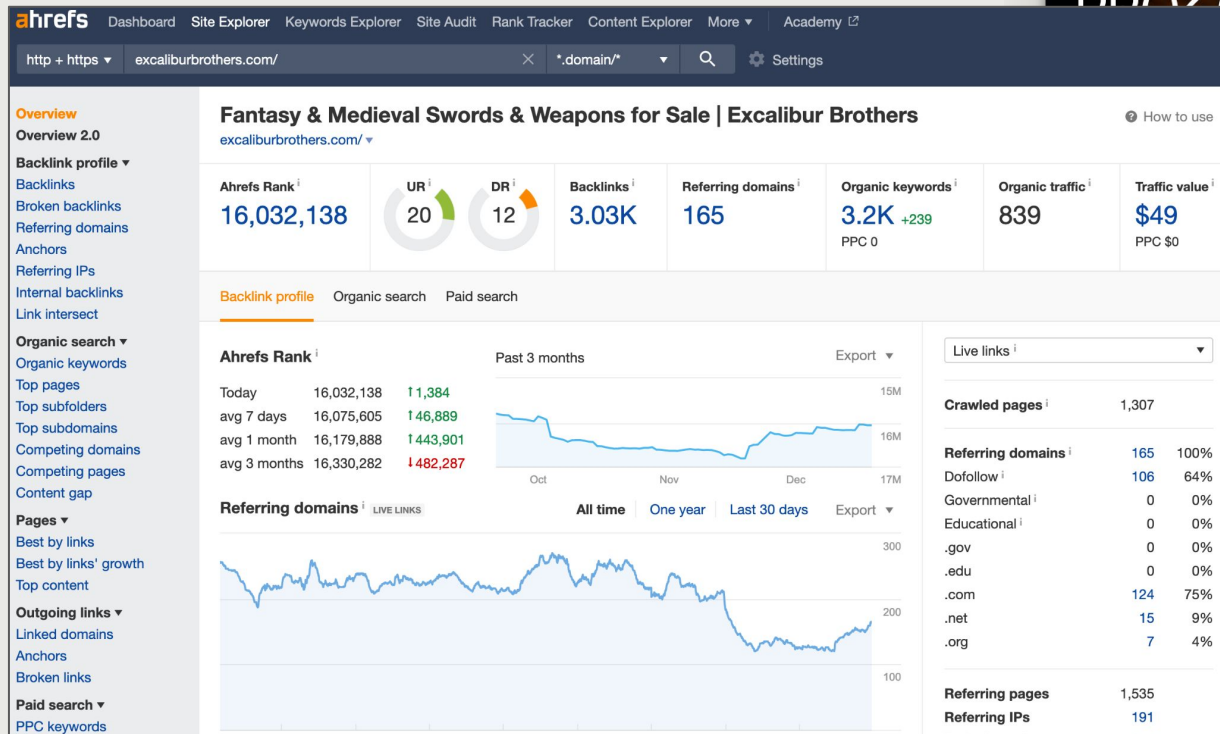 ahrefs Dashboard Site Explorer Keywords Explorer Site Audit Rank Tracker Content Explorer More ▾ Academy
http + https ▾ excaliburbrothers.com/ × *.domain/* ▾ Settings
Overview
Overview 2.0
Backlink profile ▾
Backlinks
Broken backlinks
Referring domains
Anchors
Referring IPs
Internal backlinks
Link intersect
Organic search ▾
Organic keywords
Top pages
Top subfolders
Top subdomains
Competing domains
Competing pages
Content gap
Pages ▾
Best by links
Best by links' growth
Top content
Outgoing links ▾
Linked domains
Anchors
Broken links
Paid search ▾
PPC keywords
Fantasy & Medieval Swords & Weapons for Sale | Excalibur Brothers
How to use
excaliburbrothers.com/ ▾
Ahrefs Rank i
16,032,138
UR i
20
DR i
12
Backlinks i
3.03K
Referring domains i
165
Organic keywords i
3.2K +239
PPC 0
Organic traffic i
839
Traffic value i
$49
PPC $0
Backlink profile Organic search Paid search
Ahrefs Rank i
Past 3 months
Export ▾
Today 16,032,138 ↑1,384
avg 7 days 16,075,605 ↑46,889
avg 1 month 16,179,888 ↑443,901
avg 3 months 16,330,282 ↓482,287
15M
16M
17M
Oct Nov Dec
Referring domains i LIVE LINKS
All time One year Last 30 days Export ▾
300
200
100
Live links i ▾
Crawled pages i 1,307
Referring domains i 165 100%
Dofollow i 106 64%
Governmental i 0 0%
Educational i 0 0%
.gov 0 0%
.edu 0 0%
.com 124 75%
.net 15 9%
.org 7 4%
Referring pages 1,535
Referring IPs 191